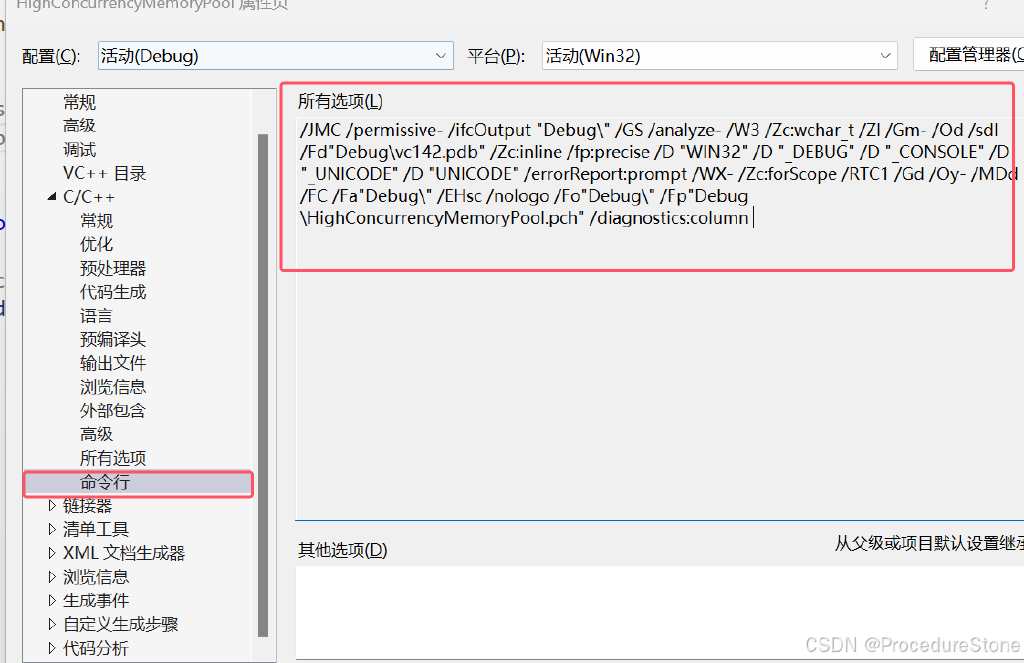 HighConcurrencyMemoryPool 属性页
?
配置(C):
活动(Debug)
平台(P):
活动(Win32)
配置管理器(C
常规
高级
调试
VC++ 目录
C/C++
常规
优化
预处理器
代码生成
语言
预编译头
输出文件
浏览信息
外部包含
高级
所有选项
命令行
链接器
清单工具
XML 文档生成器
浏览信息
生成事件
自定义生成步骤
代码分析
所有选项(L)
/JMC /permissive- /ifcOutput "Debug\" /GS /analyze- /W3 /Zc:wchar_t /ZI /Gm- /Od /sdl
/Fd"Debug\vc142.pdb" /Zc:inline /fp:precise /D "WIN32" /D "_DEBUG" /D "_CONSOLE" /D
"_UNICODE" /D "UNICODE" /errorReport:prompt /WX- /Zc:forScope /RTC1 /Gd /Oy- /MDd
/FC /Fa"Debug\" /EHsc /nologo /Fo"Debug\" /Fp"Debug
\HighConcurrencyMemoryPool.pch" /diagnostics:column
从父级或项目默认设置继承
其他选项(D)
CSDN @ProcedureStone